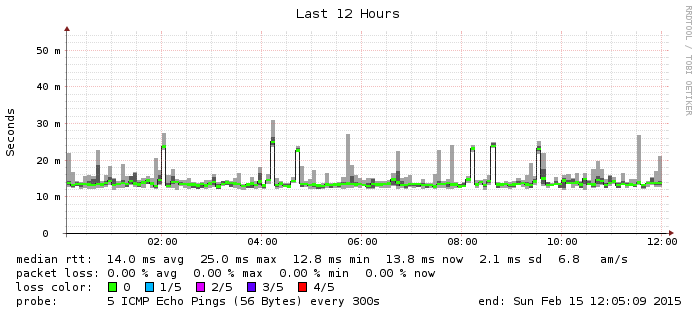 Last 12 Hours
RRDTOOL / TOBI OETIKER
Seconds
50 m
40 m
30 m
20 m
10 m
0
02:00 04:00 06:00 08:00 10:00 12:00
median rtt: 14.0 ms avg 25.0 ms max 12.8 ms min 13.8 ms now 2.1 ms sd 6.8 am/s
packet loss: 0.00 % avg 0.00 % max 0.00 % min 0.00 % now
loss color: 0 1/5 2/5 3/5 4/5
probe: 5 ICMP Echo Pings (56 Bytes) every 300s end: Sun Feb 15 12:05:09 2015